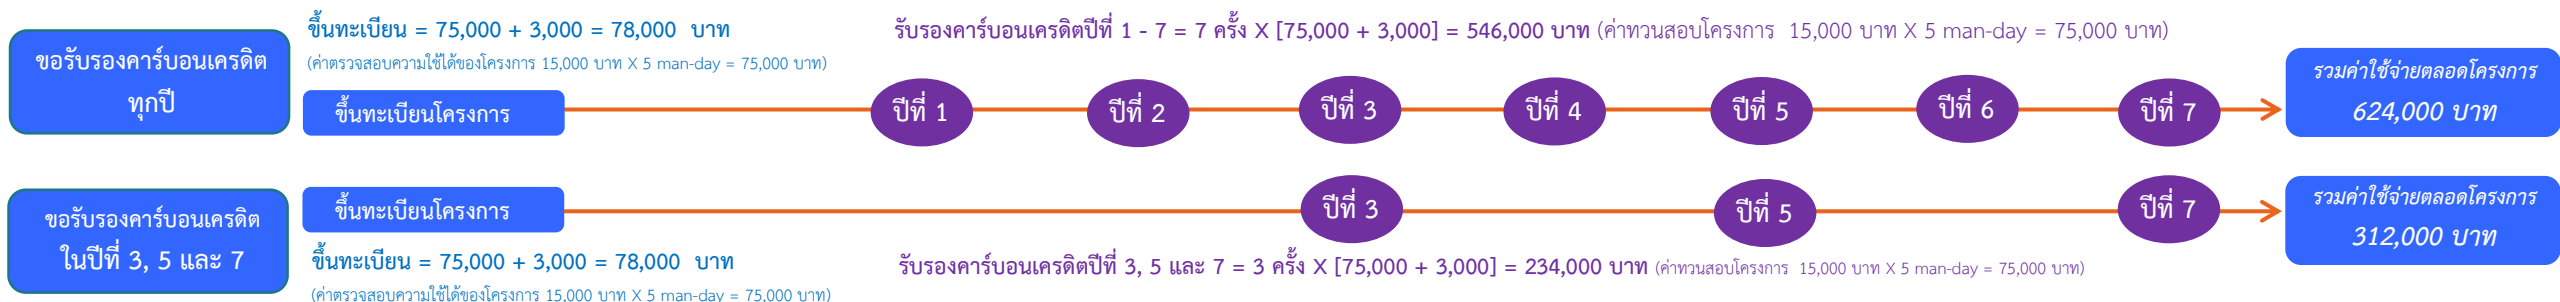 ขอรับรองคาร์บอนเครดิต
ทุกปี
ขึ้นทะเบียน = 75,000 + 3,000 = 78,000 บาท
(ค่าตรวจสอบความใช้ได้ของโครงการ 15,000 บาท X 5 man-day = 75,000 บาท)
รับรองคาร์บอนเครดิตปีที่ 1 - 7 = 7 ครั้ง X [75,000 + 3,000] = 546,000 บาท (ค่าทวนสอบโครงการ 15,000 บาท X 5 man-day = 75,000 บาท)
ขึ้นทะเบียนโครงการ
ปีที่ 1
ปีที่ 2
ปีที่ 3
ปีที่ 4
ปีที่ 5
ปีที่ 6
ปีที่ 7
รวมค่าใช้จ่ายตลอดโครงการ
624,000 บาท
ขอรับรองคาร์บอนเครดิต
ในปีที่ 3, 5 และ 7
ขึ้นทะเบียนโครงการ
ปีที่ 3
ปีที่ 5
ปีที่ 7
รวมค่าใช้จ่ายตลอดโครงการ
312,000 บาท
ขึ้นทะเบียน = 75,000 + 3,000 = 78,000 บาท
(ค่าตรวจสอบความใช้ได้ของโครงการ 15,000 บาท X 5 man-day = 75,000 บาท)
รับรองคาร์บอนเครดิตปีที่ 3, 5 และ 7 = 3 ครั้ง X [75,000 + 3,000] = 234,000 บาท (ค่าทวนสอบโครงการ 15,000 บาท X 5 man-day = 75,000 บาท)